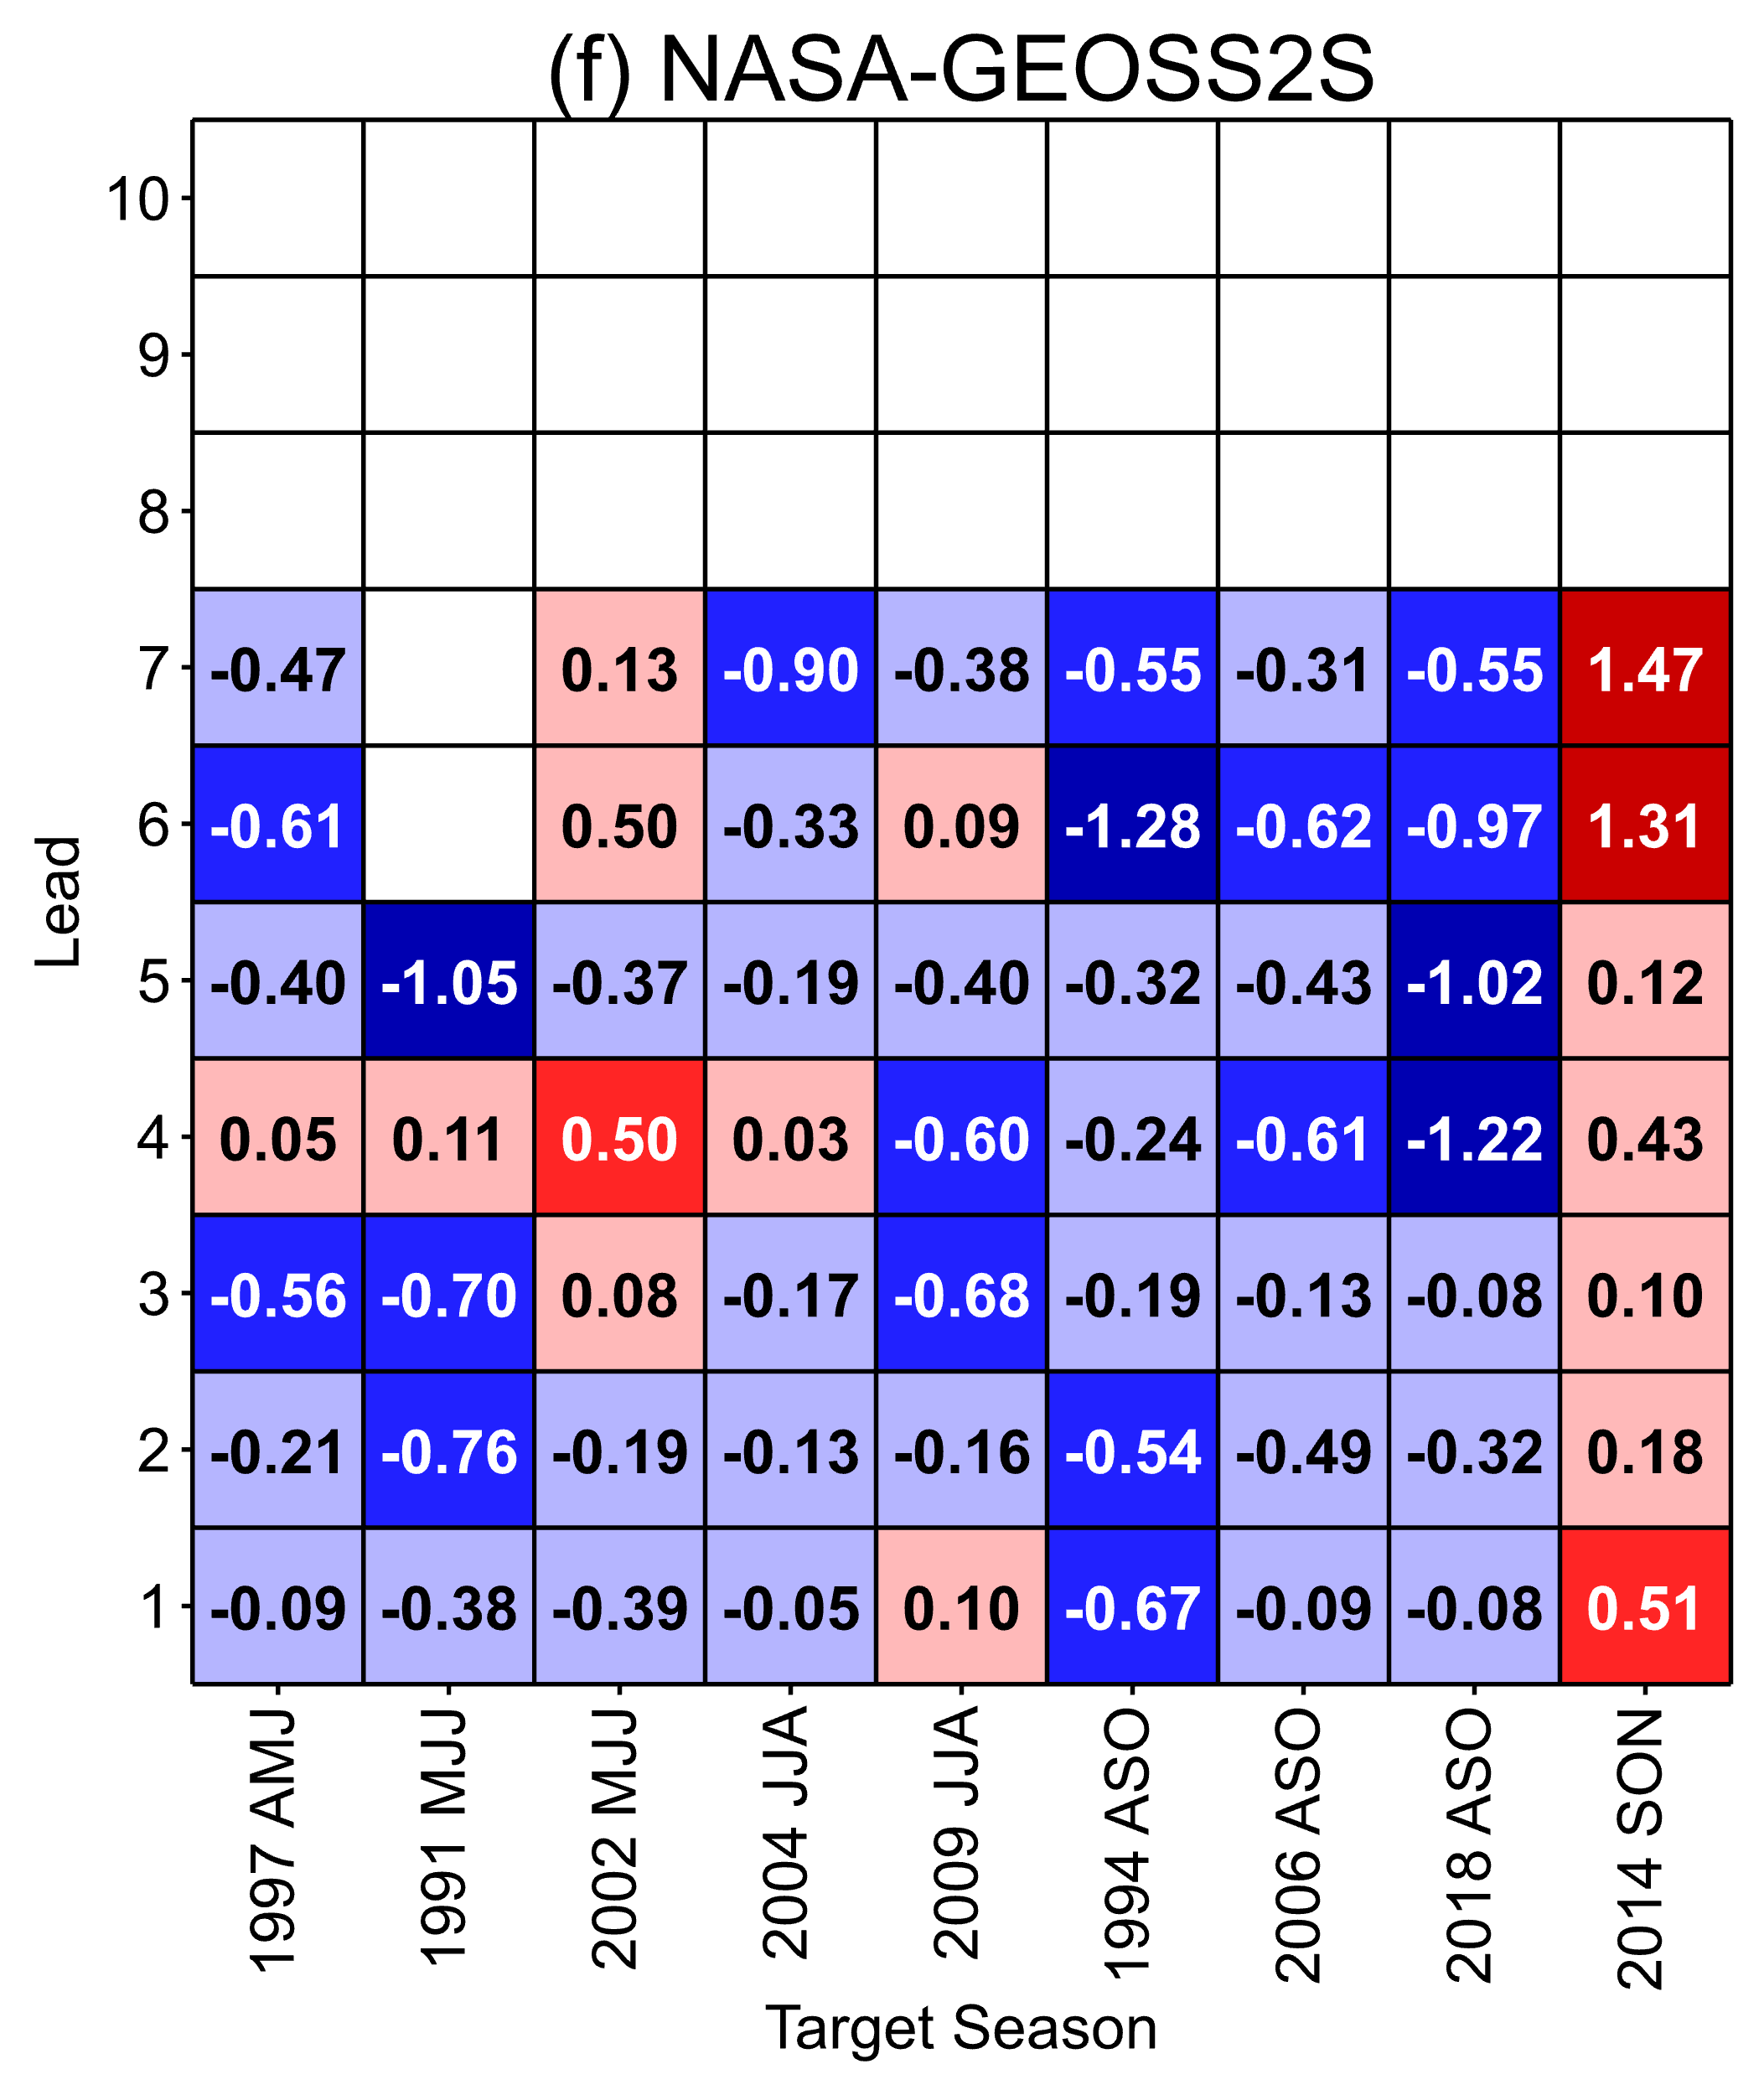 (f) NASA-GEOSS2S
10
9
8
7 -0.47 0.13 -0.90 -0.38 -0.55 -0.31 -0.55 1.47
6 -0.61 0.50 -0.33 0.09 -1.28 -0.62 -0.97 1.31
5 -0.40 -1.05 -0.37 -0.19 -0.40 -0.32 -0.43 -1.02 0.12
4 0.05 0.11 0.50 0.03 -0.60 -0.24 -0.61 -1.22 0.43
3 -0.56 -0.70 0.08 -0.17 -0.68 -0.19 -0.13 -0.08 0.10
2 -0.21 -0.76 -0.19 -0.13 -0.16 -0.54 -0.49 -0.32 0.18
1 -0.09 -0.38 -0.39 -0.05 0.10 -0.67 -0.09 -0.08 0.51
Lead
1997 AMJ
1991 MJJ
2002 MJJ
2004 JJA
2009 JJA
1994 ASO
2006 ASO
2018 ASO
2014 SON
Target Season